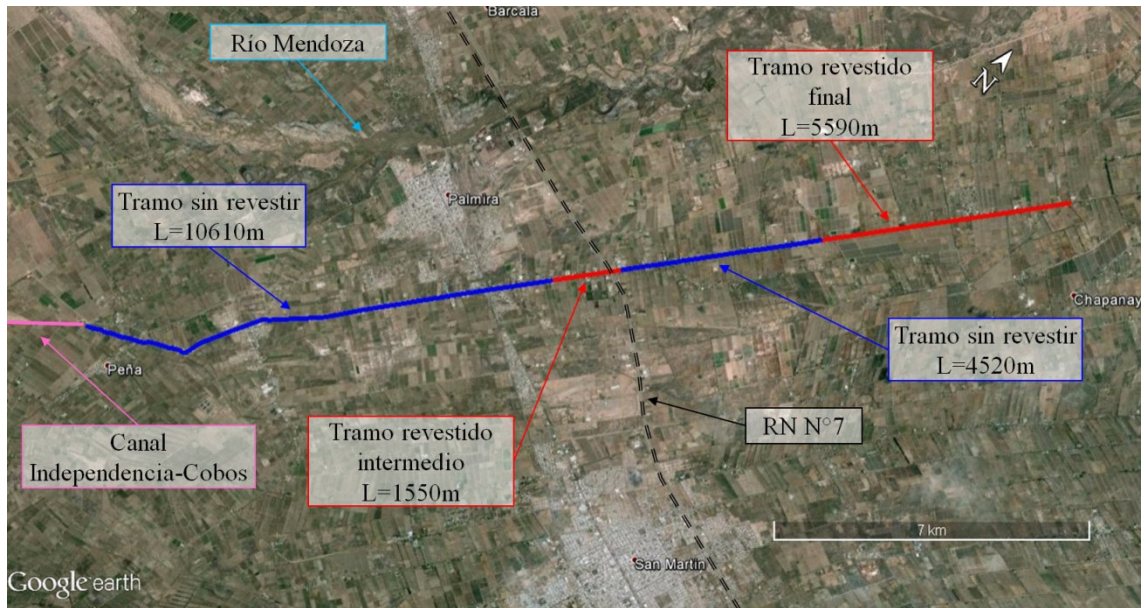 Barcala
Río Mendoza
Tramo revestido
final
L=5590m
N
Tramo sin revestir
L=10610m
Palmira
Chapanay
Peña
Tramo sin revestir
L=4520m
Canal
Independencia-Cobos
Tramo revestido
intermedio
L=1550m
RN N°7
7 km
San Martin
Google earth